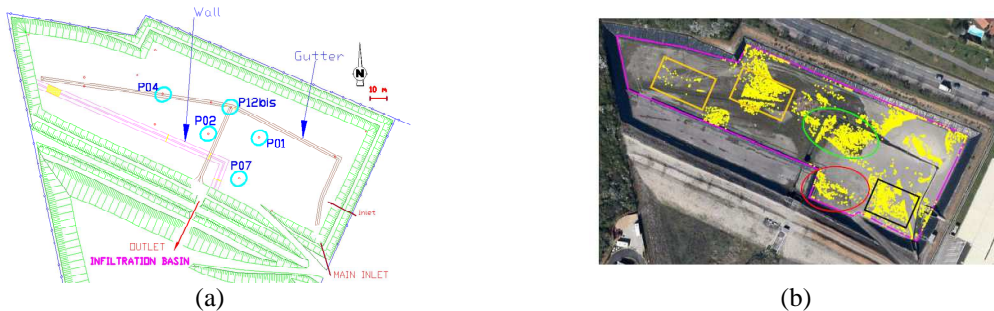 Wall
Gutter
N
10 m
P04
P12bis
P02
P01
P07
Inlet
OUTLET
INFILTRATION BASIN
MAIN INLET
(a)
(b)